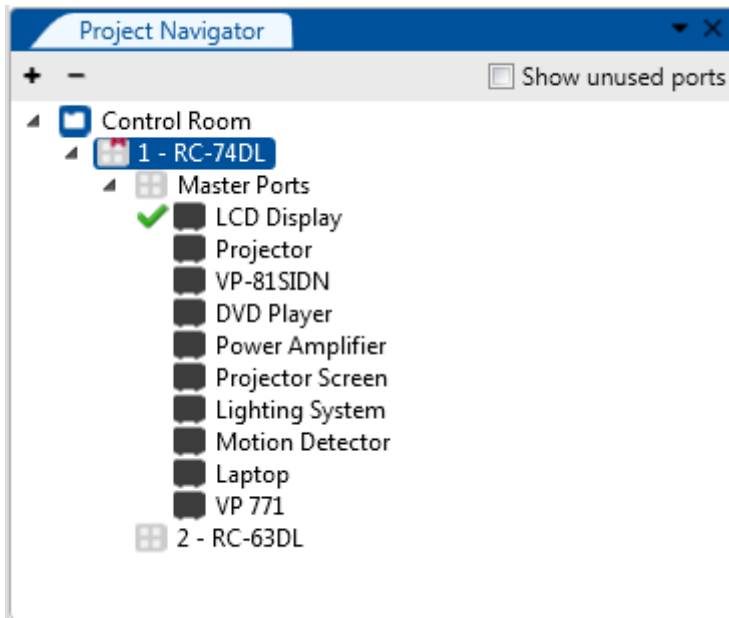 Project Navigator
Show unused ports
Control Room
1 - RC-74DL
Master Ports
LCD Display
Projector
VP-81SIDN
DVD Player
Power Amplifier
Projector Screen
Lighting System
Motion Detector
Laptop
VP 771
2 - RC-63DL